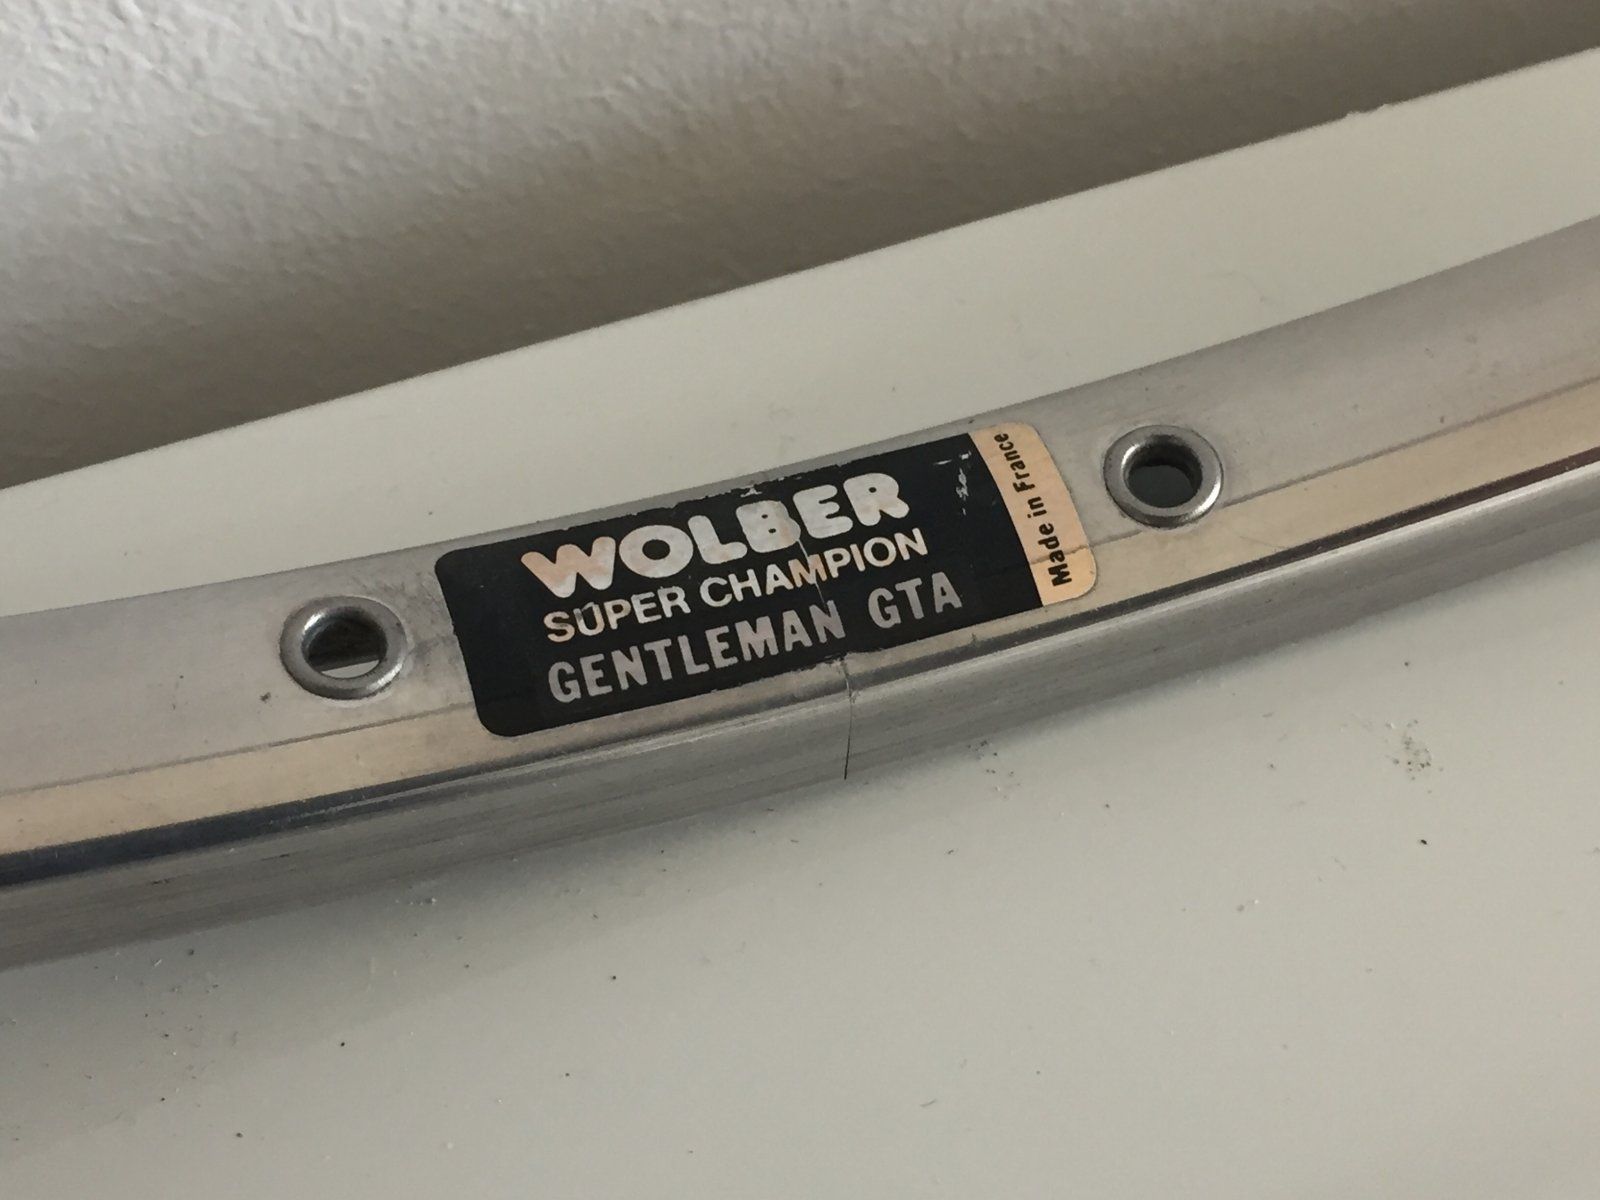 WOLBER
SUPER CHAMPION
GENTLEMAN GTA
Made in France